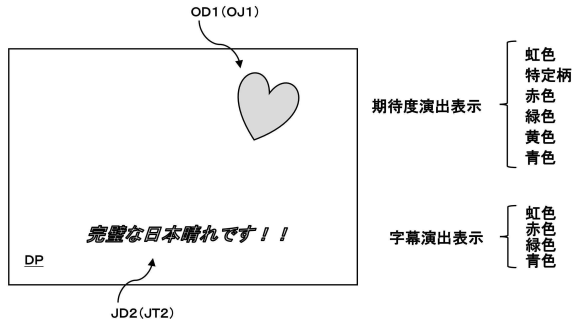 OD1(OJ1)
虹色
特定柄
期待度演出表示
赤色
緑色
黄色
青色
完璧な日本晴れです！！
字幕演出表示
虹色
赤色
緑色
青色
DP
JD2(JT2)